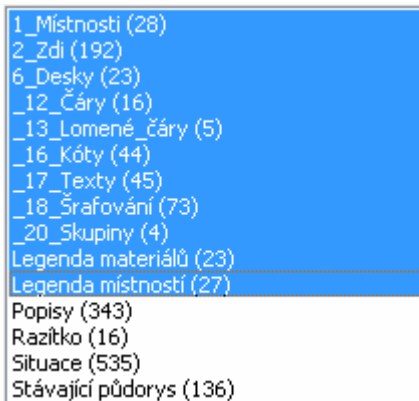 1_Místnosti (28)
2_Zdi (192)
6_Desky (23)
_12_Čáry (16)
_13_Lomené_čáry (5)
_16_Kóty (44)
_17_Texty (45)
_18_Šrafování (73)
_20_Skupiny (4)
Legenda materiálů (23)
Legenda místností (27)
Popisy (343)
Razítko (16)
Situace (535)
Stávající půdorys (136)